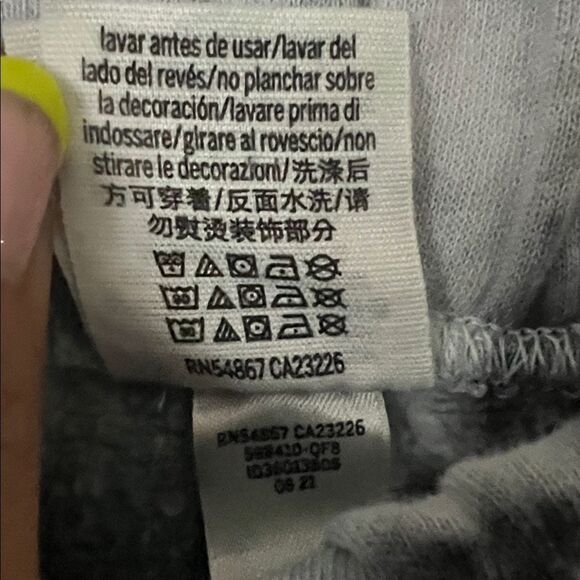 lavar antes de usar/lavar del
lado del revés/no planchar sobre
la decoración/lavare prima di
indossare/girare al rovescio/non
stirare le decorazioni/洗涤后
方可穿着/反面水洗/请
勿熨烫装饰部分
RN54867 CA23226
RN54867 CA23226
08 21